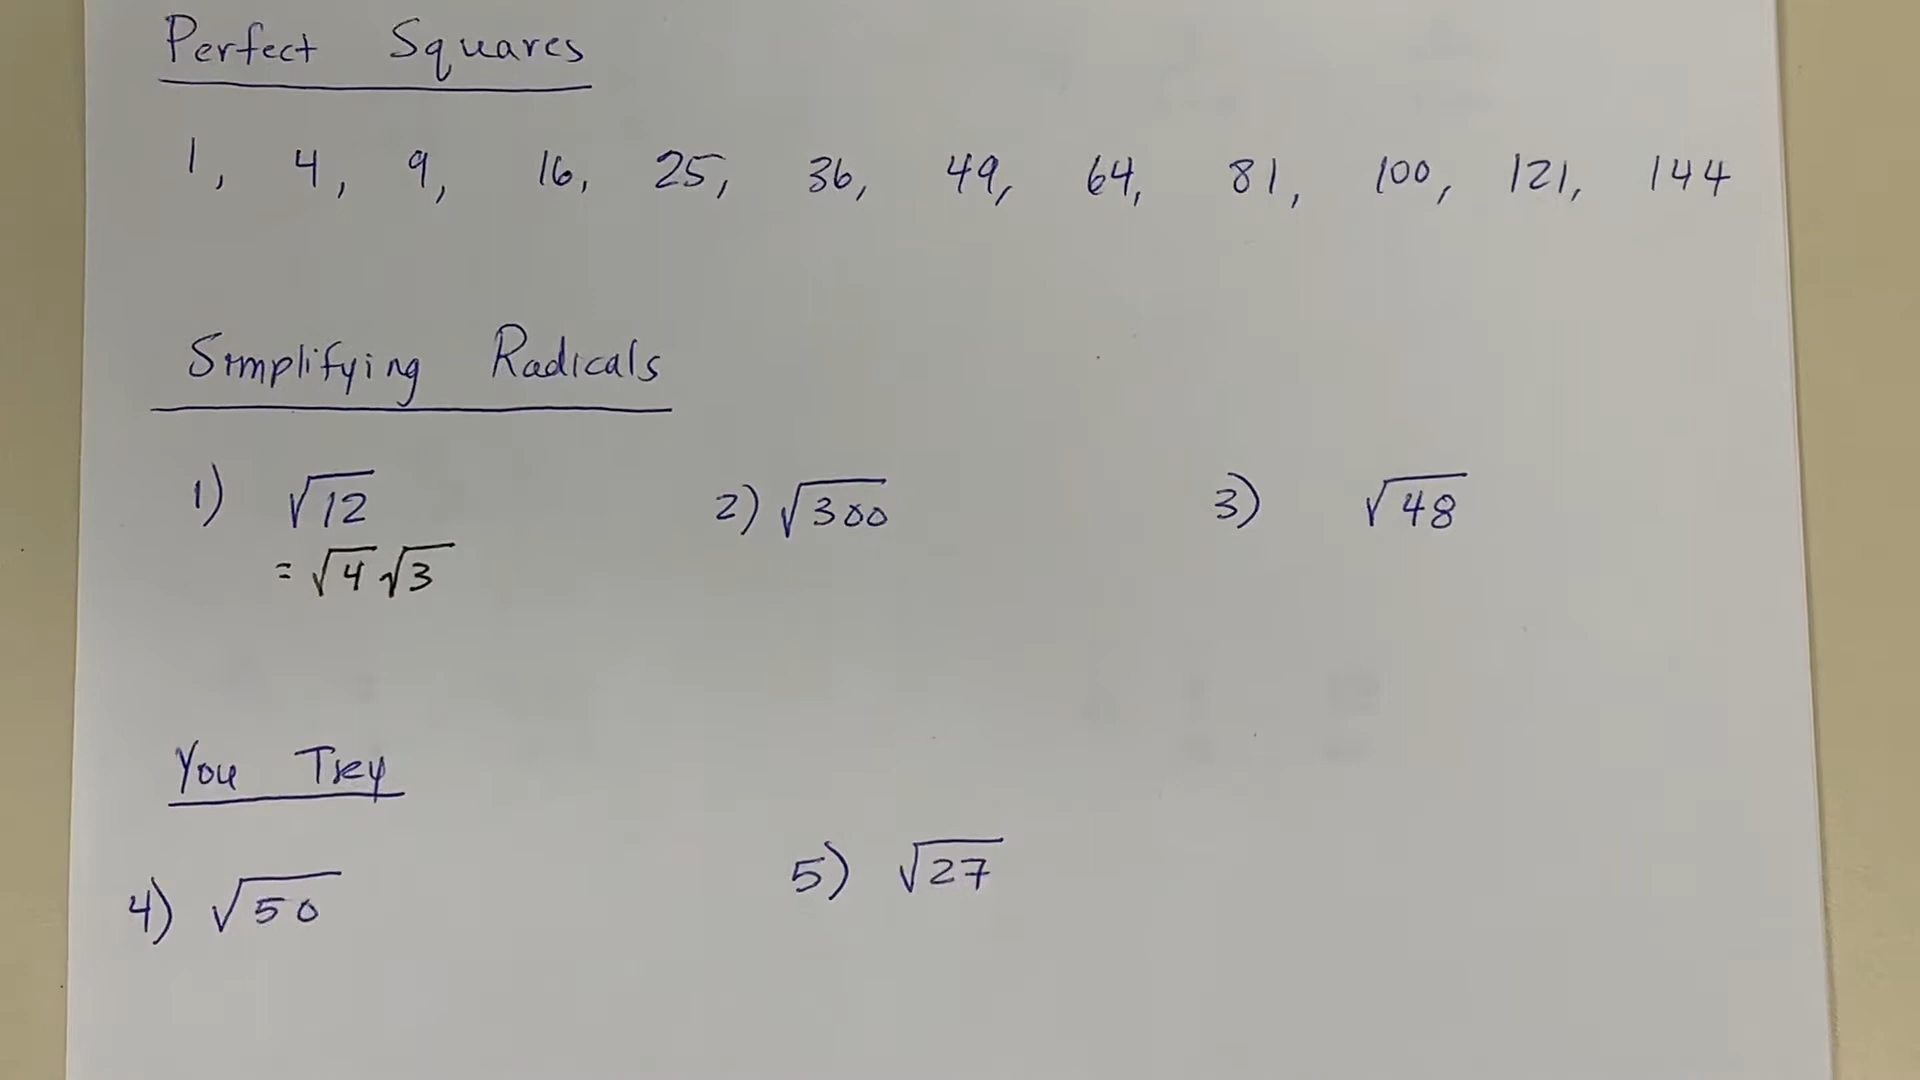 Perfect Squares
1, 4, 9, 16, 25, 36, 49, 64, 81, 100, 121, 144
Simplifying Radicals
1) √12 2) √300 3) √48
= √4 √3
You Try
4) √50 5) √27